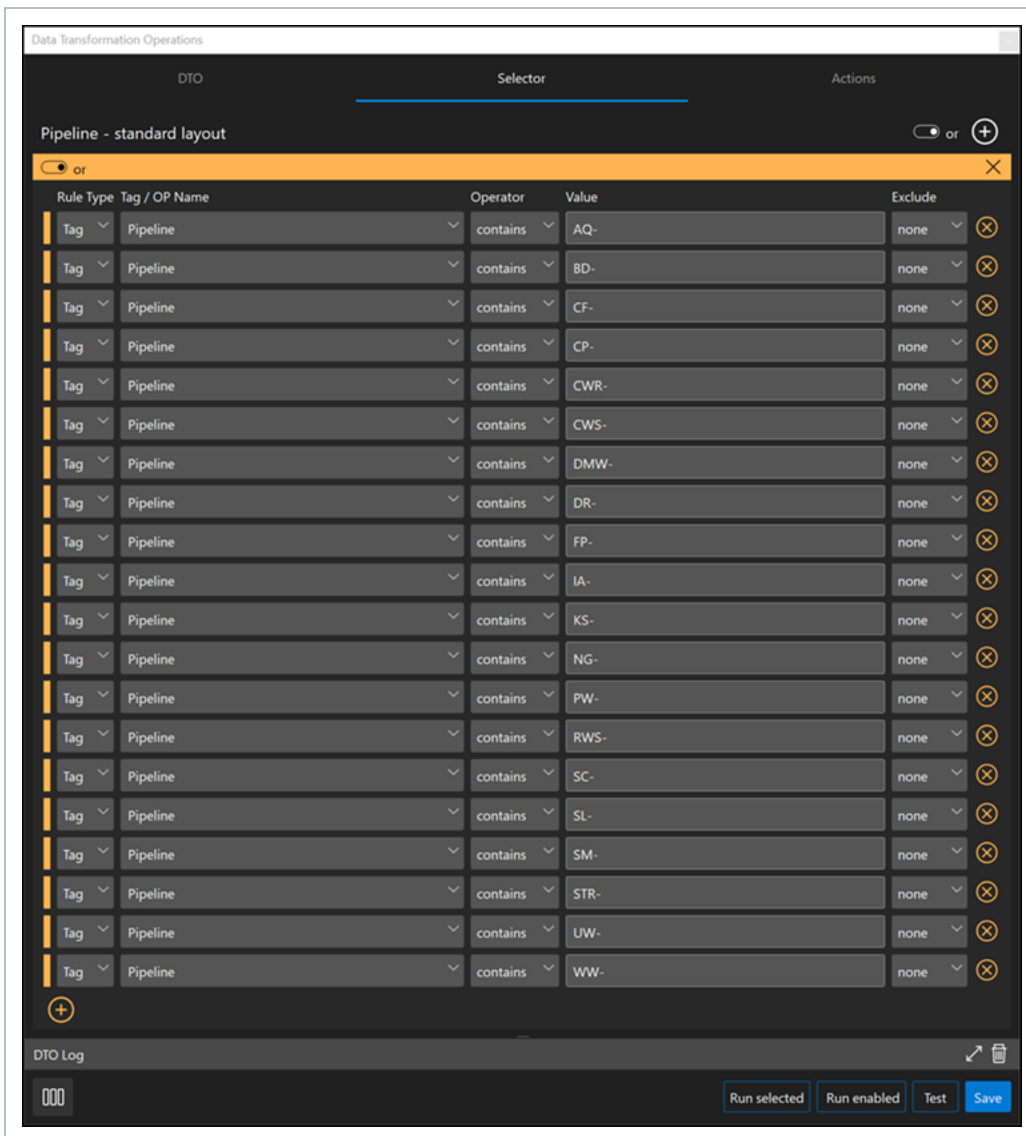 Data Transformation Operations
DTO Selector Actions
Pipeline - standard layout or
or
Rule Type Tag / OP Name Operator Value Exclude
Tag Pipeline contains AQ- none
Tag Pipeline contains BD- none
Tag Pipeline contains CF- none
Tag Pipeline contains CP- none
Tag Pipeline contains CWR- none
Tag Pipeline contains CWS- none
Tag Pipeline contains DMW- none
Tag Pipeline contains DR- none
Tag Pipeline contains FP- none
Tag Pipeline contains IA- none
Tag Pipeline contains KS- none
Tag Pipeline contains NG- none
Tag Pipeline contains PW- none
Tag Pipeline contains RWS- none
Tag Pipeline contains SC- none
Tag Pipeline contains SL- none
Tag Pipeline contains SM- none
Tag Pipeline contains STR- none
Tag Pipeline contains UW- none
Tag Pipeline contains WW- none
DTO Log
Run selected Run enabled Test Save